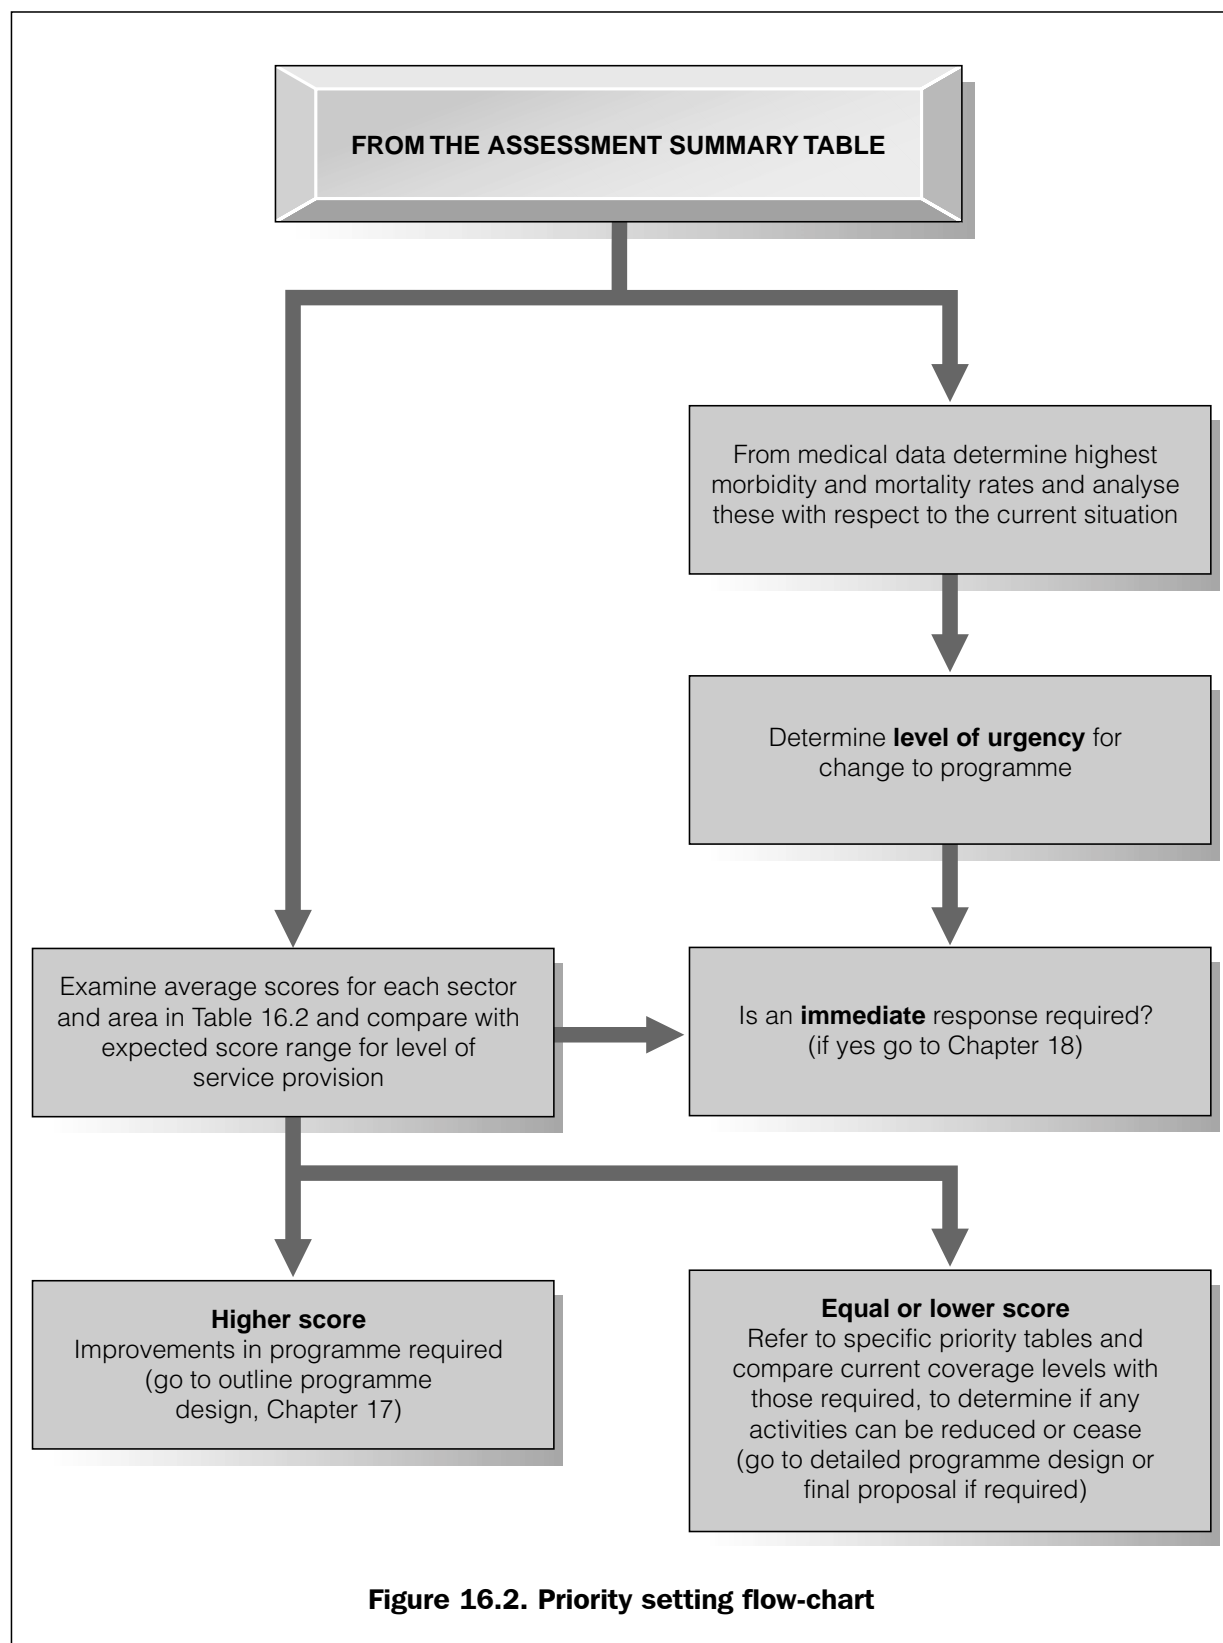 FROM THE ASSESSMENT SUMMARY TABLE
From medical data determine highest
morbidity and mortality rates and analyse
these with respect to the current situation
Determine level of urgency for
change to programme
Examine average scores for each sector
and area in Table 16.2 and compare with
expected score range for level of
service provision
Is an immediate response required?
(if yes go to Chapter 18)
Higher score
Improvements in programme required
(go to outline programme
design, Chapter 17)
Equal or lower score
Refer to specific priority tables and
compare current coverage levels with
those required, to determine if any
activities can be reduced or cease
(go to detailed programme design or
final proposal if required)
Figure 16.2. Priority setting flow-chart